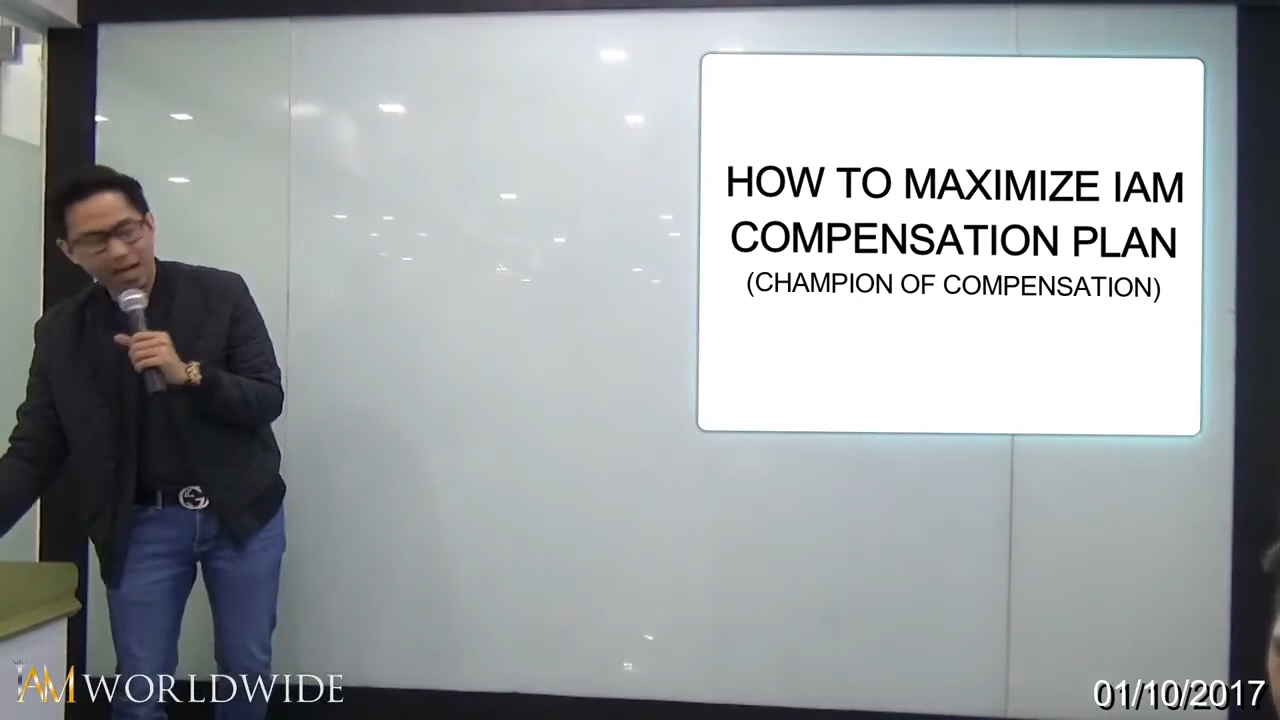 HOW TO MAXIMIZE IAM
COMPENSATION PLAN
(CHAMPION OF COMPENSATION)
IAM WORLDWIDE
01/10/2017